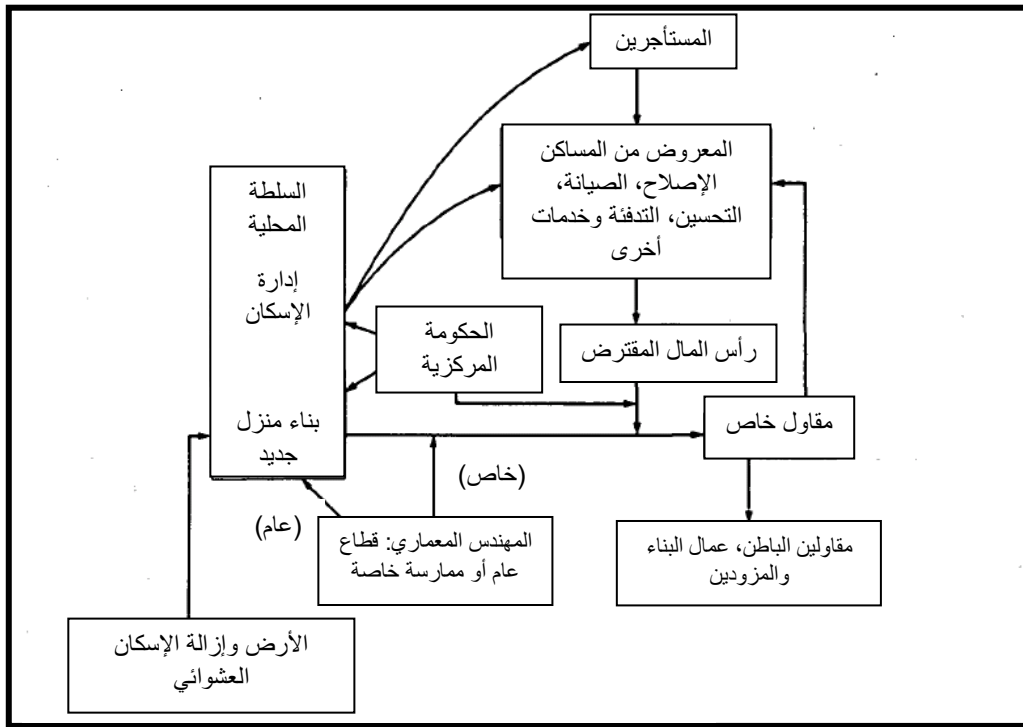 المستأجرين
المعروض من المساكن
الإصلاح، الصيانة،
التحسين، التدفئة وخدمات
أخرى
السلطة
المحلية
إدارة
الإسكان
بناء منزل
جديد
الحكومة
المركزية
رأس المال المقترض
مقاول خاص
(خاص)
(عام)
المهندس المعماري: قطاع
عام أو ممارسة خاصة
مقاولين الباطن، عمال البناء
والمزودين
الأرض وإزالة الإسكان
العشوائي